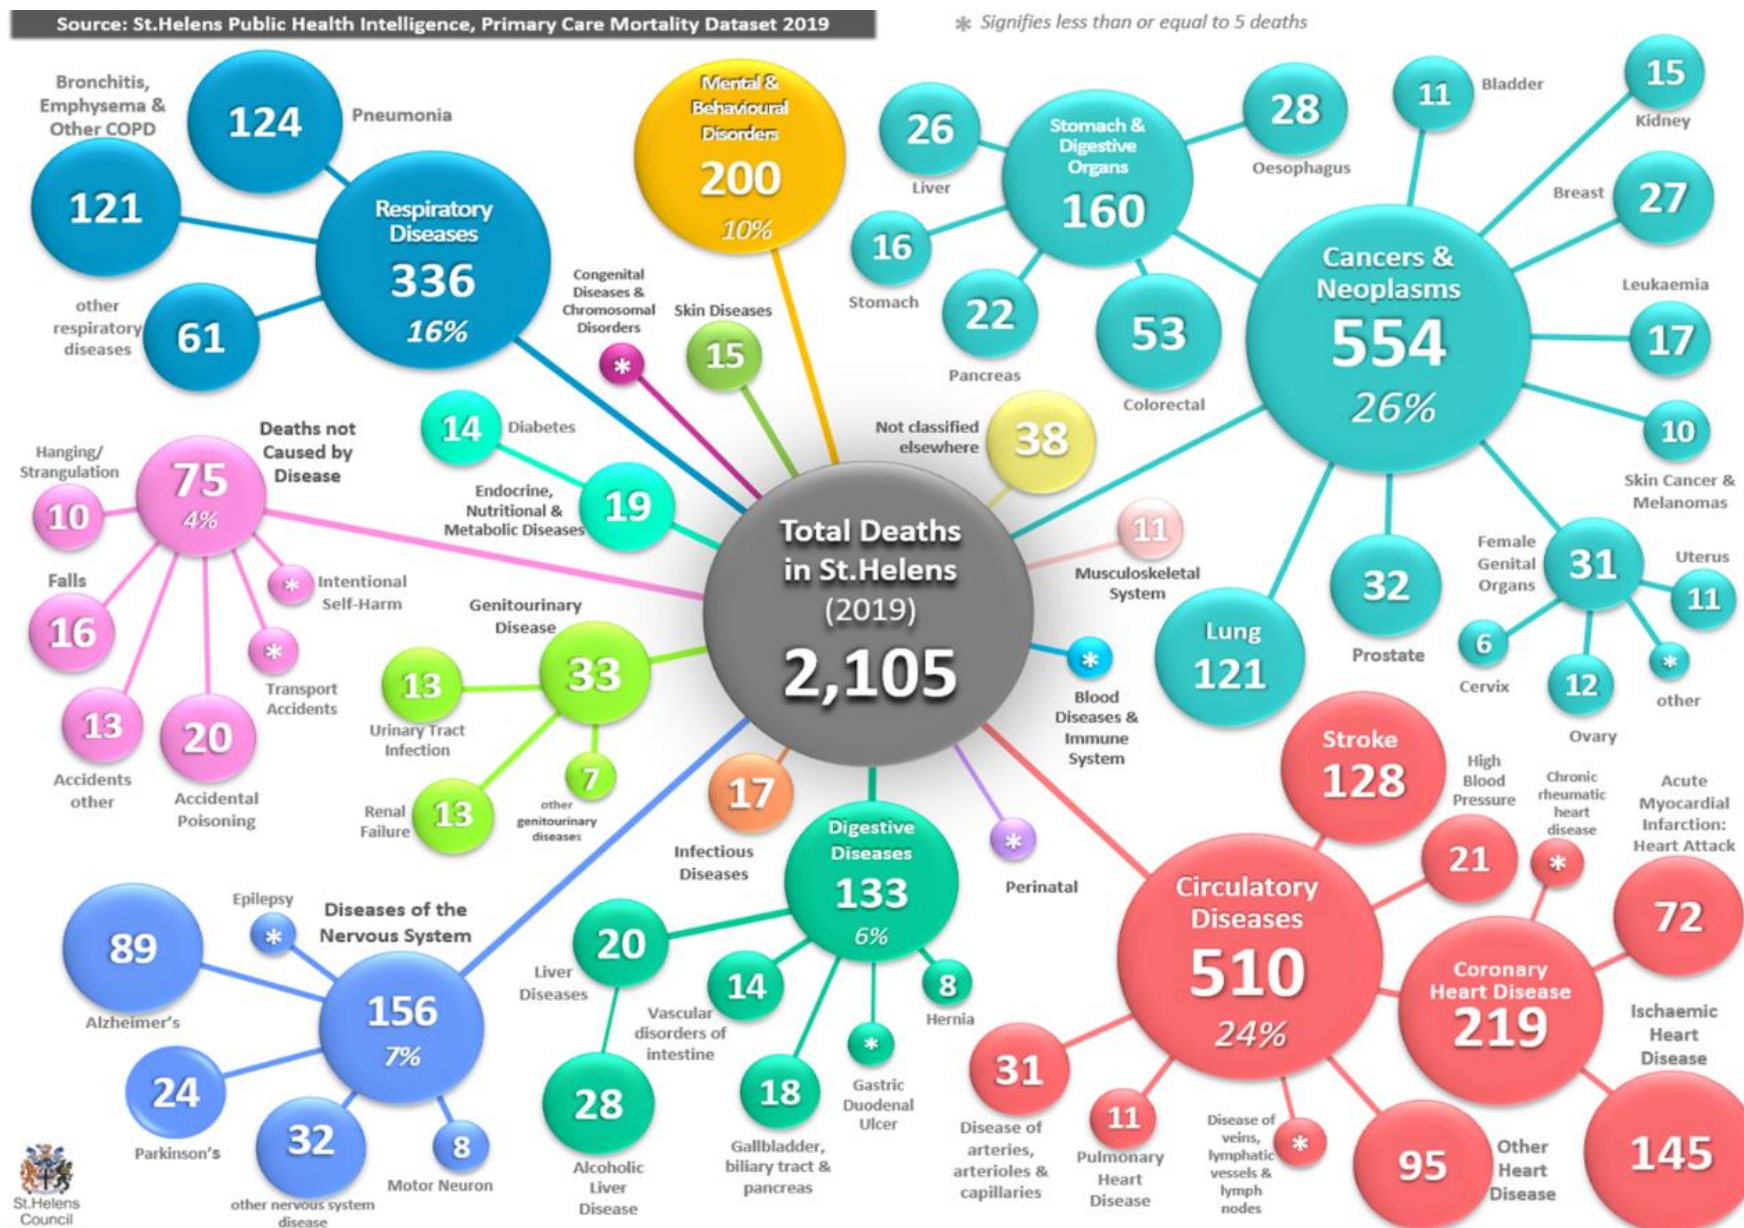 Source: St.Helens Public Health Intelligence, Primary Care Mortality Dataset 2019
* Signifies less than or equal to 5 deaths
Bronchitis,
Emphysema &
Other COPD
121
124
Pneumonia
other
respiratory
diseases
61
Respiratory
Diseases
336
16%
Mental &
Behavioural
Disorders
200
10%
Congenital
Diseases &
Chromosomal
Disorders
*
Skin Diseases
15
14
Diabetes
Endocrine,
Nutritional &
Metabolic Diseases
19
Not classified
elsewhere
38
26
Liver
16
Stomach
22
Pancreas
53
Colorectal
28
Oesophagus
Stomach &
Digestive
Organs
160
11
Bladder
15
Kidney
Breast
27
Leukaemia
17
10
Skin Cancer &
Melanomas
Cancers &
Neoplasms
554
26%
Female
Genital
Organs
31
Uterus
11
6
Cervix
12
Ovary
*
other
32
Prostate
Lung
121
Total Deaths
in St.Helens
(2019)
2,105
11
Musculoskeletal
System
*
Blood
Diseases &
Immune
System
*
Perinatal
Deaths not
Caused by
Disease
75
4%
Hanging/
Strangulation
10
Falls
16
13
Accidents
other
20
Accidental
Poisoning
*
Transport
Accidents
*
Intentional
Self-Harm
Genitourinary
Disease
33
13
Urinary Tract
Infection
Renal
Failure
13
7
other
genitourinary
diseases
17
Infectious
Diseases
Diseases of the
Nervous System
156
7%
Epilepsy
*
89
Alzheimer's
24
Parkinson's
32
other nervous system
disease
8
Motor Neuron
Digestive
Diseases
133
6%
20
Liver
Diseases
28
Alcoholic
Liver
Disease
14
Vascular
disorders of
intestine
18
Gallbladder,
biliary tract &
pancreas
*
Gastric
Duodenal
Ulcer
8
Hernia
Circulatory
Diseases
510
24%
Stroke
128
High
Blood
Pressure
21
Chronic
rheumatic
heart
disease
*
Acute
Myocardial
Infarction:
Heart Attack
72
Coronary
Heart Disease
219
Ischaemic
Heart
Disease
145
31
Disease of
arteries,
arterioles &
capillaries
11
Pulmonary
Heart
Disease
Disease of
veins,
lymphatic
vessels &
lymph
nodes
*
95
Other
Heart
Disease
St.Helens
Council